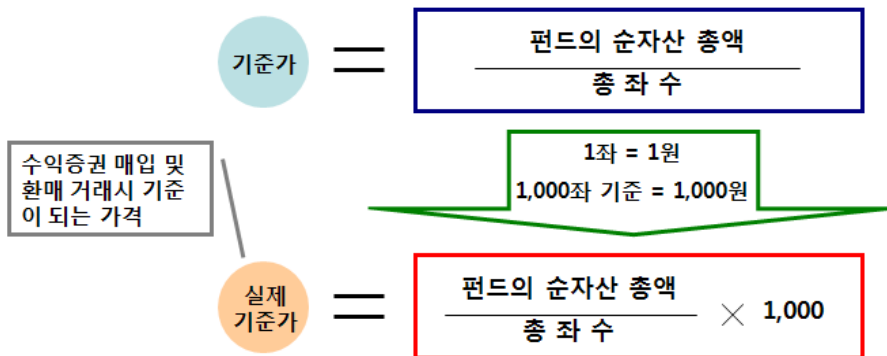 기준가
=
펀드의 순자산 총액
총 좌 수
수익증권 매입 및
환매 거래시 기준
이 되는 가격
1좌 = 1원
1,000좌 기준 = 1,000원
실제
기준가
=
펀드의 순자산 총액
총 좌 수
× 1,000